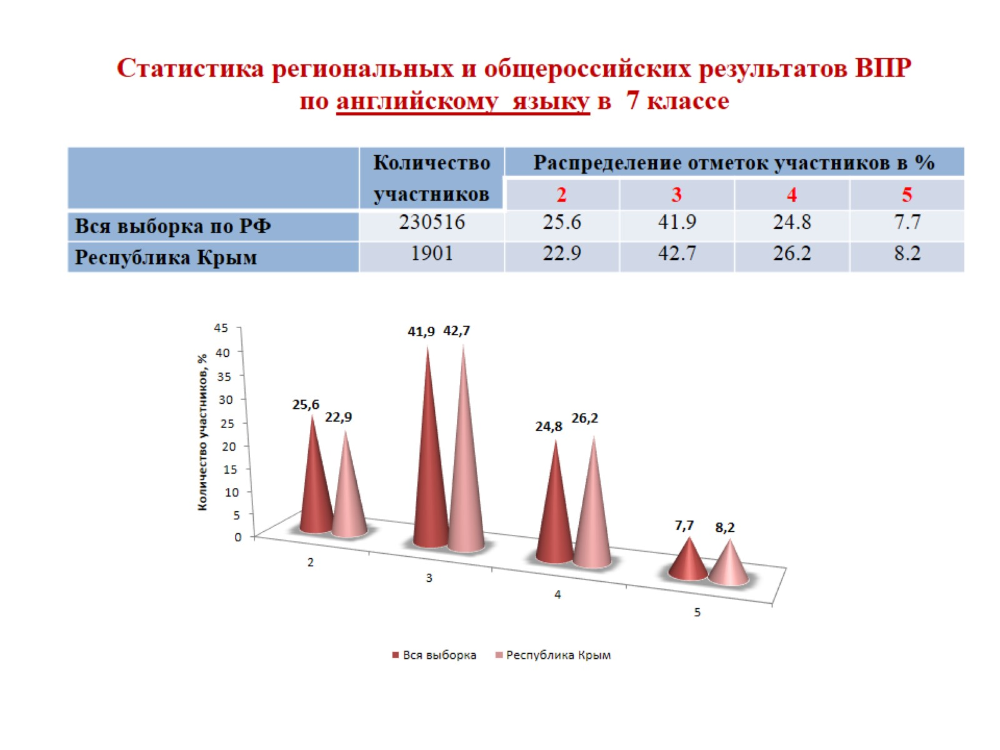 Статистика региональных и общероссийских результатов ВПР
по английскому языку в 7 классе
Количество участников
Распределение отметок участников в %
2 3 4 5
Вся выборка по РФ 230516 25.6 41.9 24.8 7.7
Республика Крым 1901 22.9 42.7 26.2 8.2
Количество участников, %
45
40
35
30
25
20
15
10
5
0
25,6 22,9
41,9 42,7
24,8 26,2
7,7 8,2
2
3
4
5
Вся выборка Республика Крым